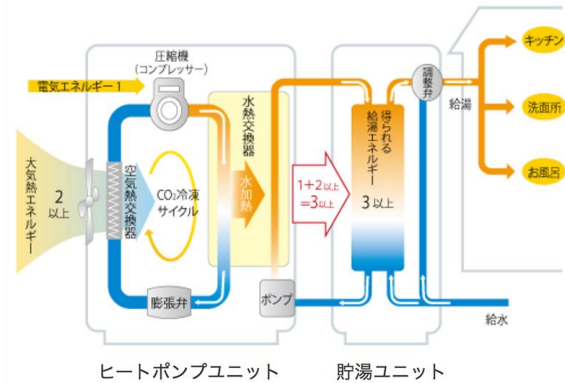 圧縮機
(コンプレッサー)
電気エネルギー1
大気熱エネルギー
2
以上
空気熱交換器
CO₂冷凍
サイクル
膨張弁
水熱交換器
水加熱
ポンプ
1+2以上
=3以上
得られる
給湯エネルギー
3以上
調整弁
給湯
キッチン
洗面所
お風呂
給水
ヒートポンプユニット
貯湯ユニット